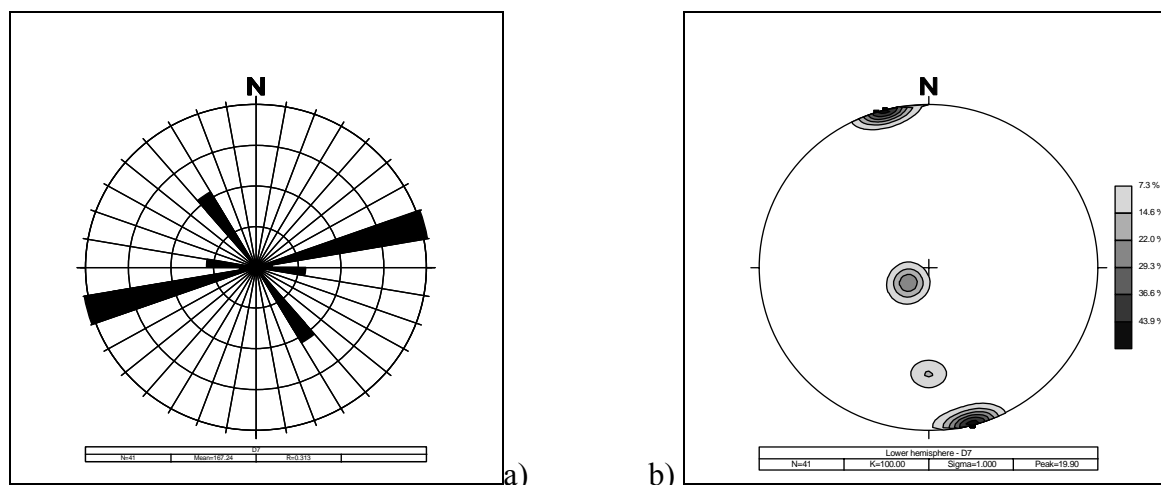 N
D7
N=41 Mean=167.24 R=0.313
a)
N
7.3 %
14.6 %
22.0 %
29.3 %
36.6 %
43.9 %
Lower hemisphere - D7
N=41 K=100.00 Sigma=1.000 Peak=19.90
b)